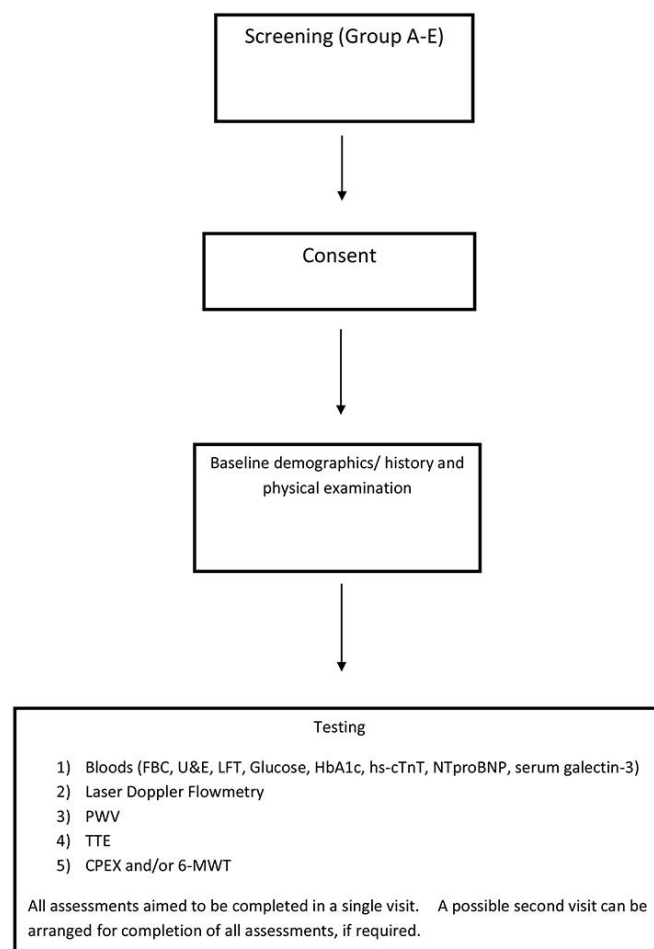 Screening (Group A-E)
Consent
Baseline demographics/ history and
physical examination
Testing
1) Bloods (FBC, U&E, LFT, Glucose, HbA1c, hs-cTnT, NTproBNP, serum galectin-3)
2) Laser Doppler Flowmetry
3) PWV
4) TTE
5) CPEX and/or 6-MWT
All assessments aimed to be completed in a single visit. A possible second visit can be
arranged for completion of all assessments, if required.